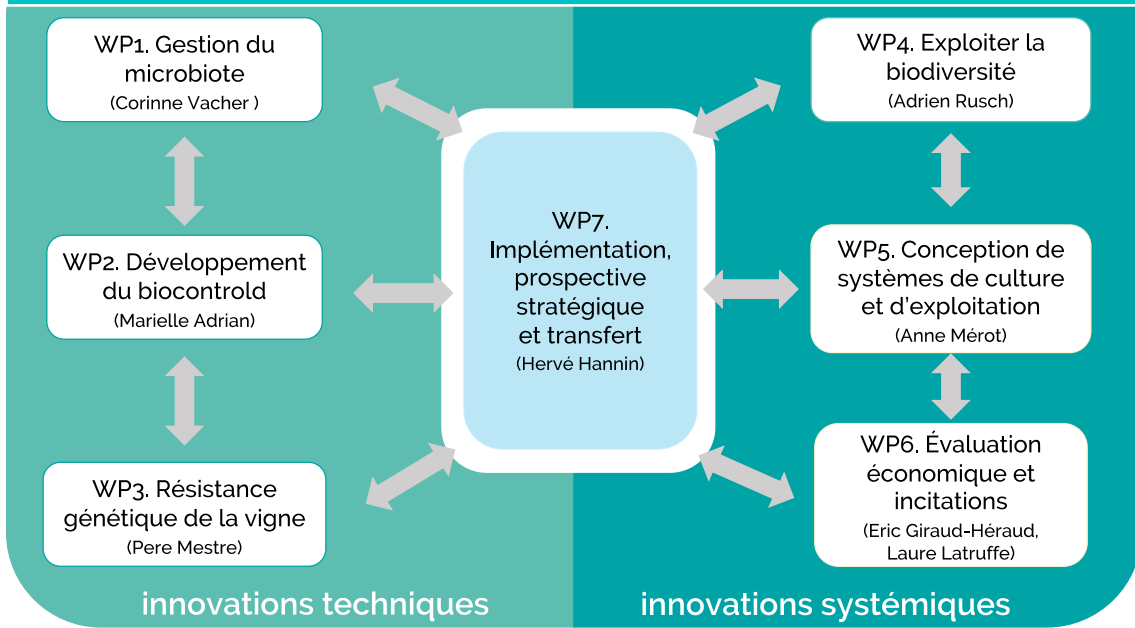 WP1. Gestion du
microbiote
(Corinne Vacher )
WP2. Développement
du biocontrold
(Marielle Adrian)
WP3. Résistance
génétique de la vigne
(Pere Mestre)
WP7.
Implémentation,
prospective
stratégique
et transfert
(Hervé Hannin)
WP4. Exploiter la
biodiversité
(Adrien Rusch)
WP5. Conception de
systèmes de culture
et d'exploitation
(Anne Mérot)
WP6. Évaluation
économique et
incitations
(Eric Giraud-Héraud,
Laure Latruffe)
innovations techniques
innovations systémiques